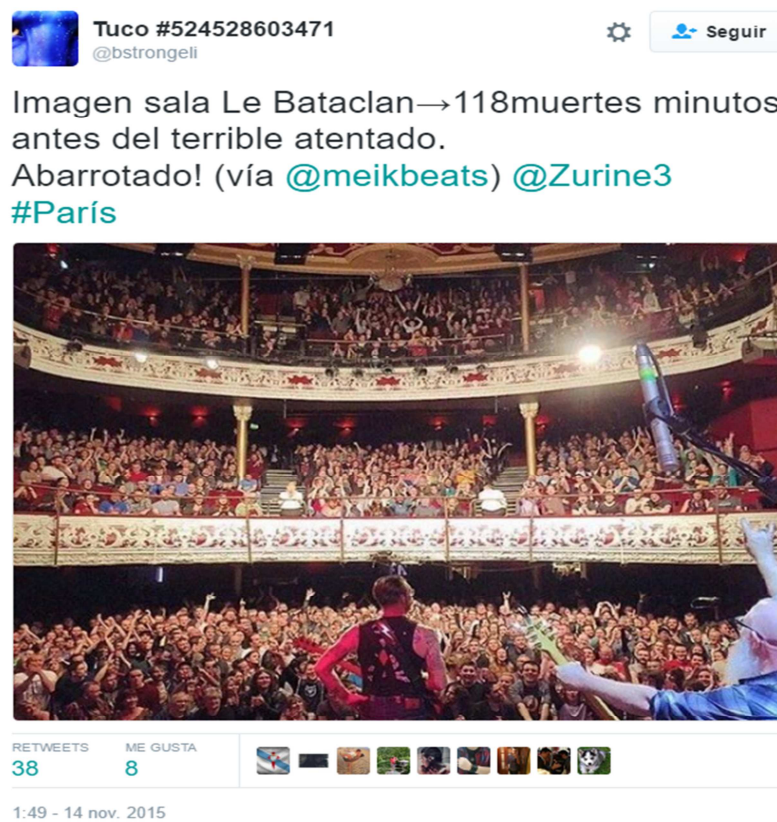 Tuco #524528603471
@bstrongeli
Seguir
Imagen sala Le Bataclan→118muertes minutos
antes del terrible atentado.
Abarrotado! (vía @meikbeats) @Zurine3
#París
RETWEETS
38
ME GUSTA
8
1:49 - 14 nov. 2015